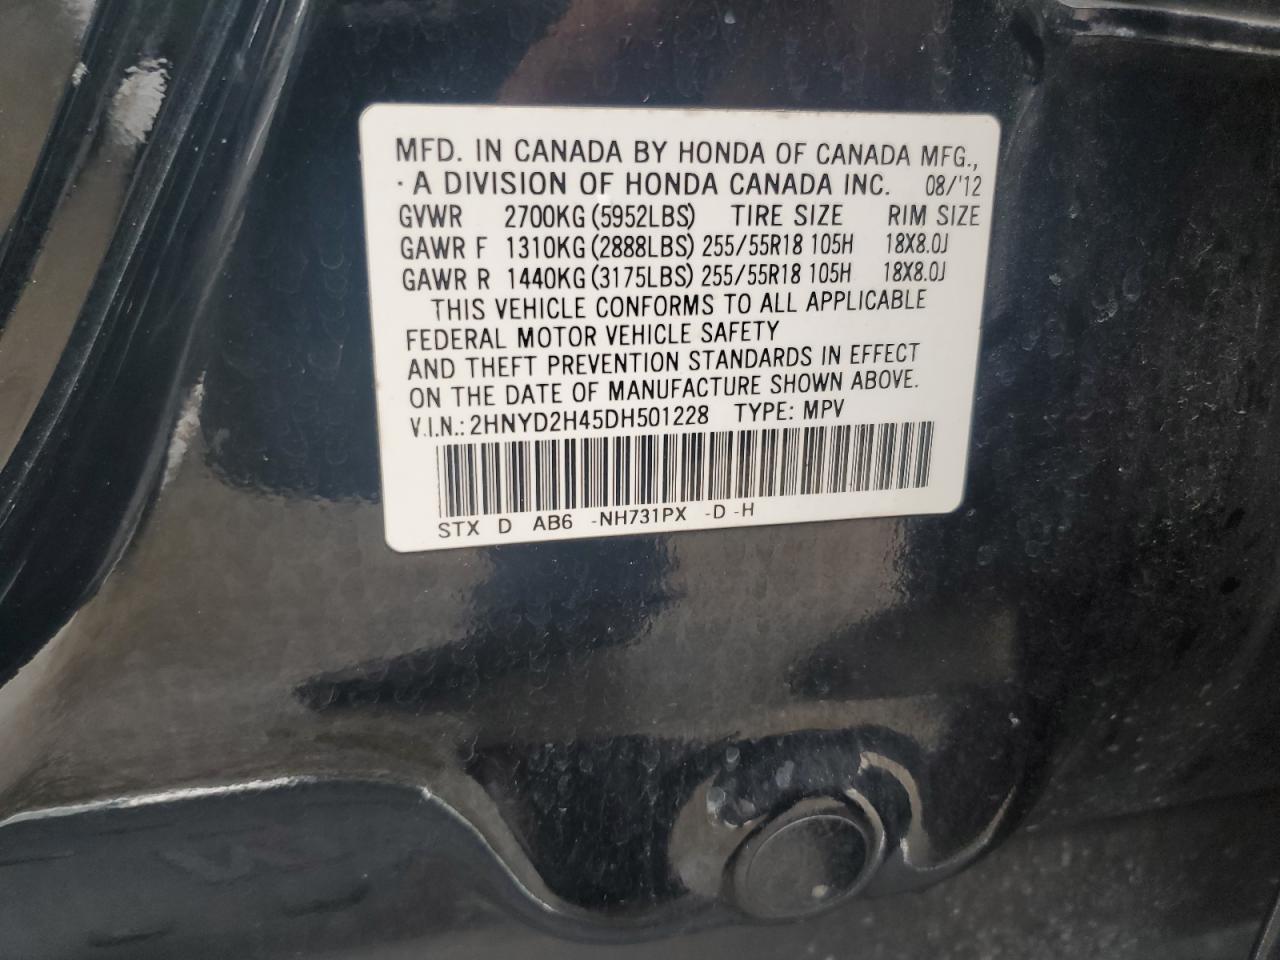 MFD. IN CANADA BY HONDA OF CANADA MFG.,
· A DIVISION OF HONDA CANADA INC. 08/'12
GVWR 2700KG (5952LBS) TIRE SIZE RIM SIZE
GAWR F 1310KG (2888LBS) 255/55R18 105H 18X8.0J
GAWR R 1440KG (3175LBS) 255/55R18 105H 18X8.0J
THIS VEHICLE CONFORMS TO ALL APPLICABLE
FEDERAL MOTOR VEHICLE SAFETY
AND THEFT PREVENTION STANDARDS IN EFFECT
ON THE DATE OF MANUFACTURE SHOWN ABOVE.
V.I.N.: 2HNYD2H45DH501228 TYPE: MPV
STX D AB6 -NH731PX -D -H